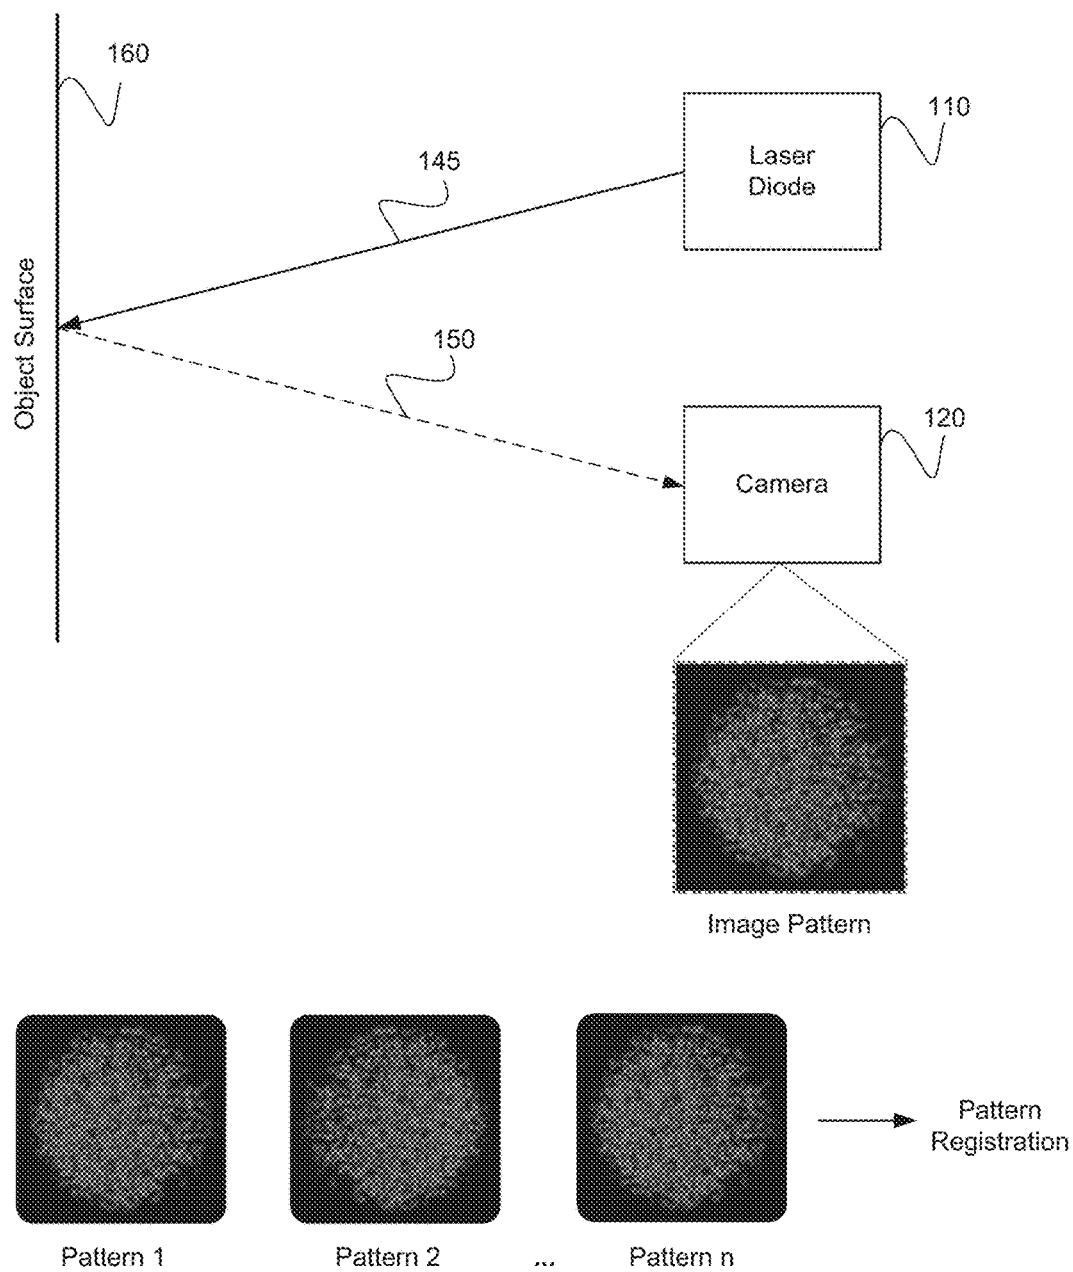 160
110
Laser
Diode
145
Object Surface
150
120
Camera
Image Pattern
Pattern
Registration
Pattern 1
Pattern 2
Pattern n